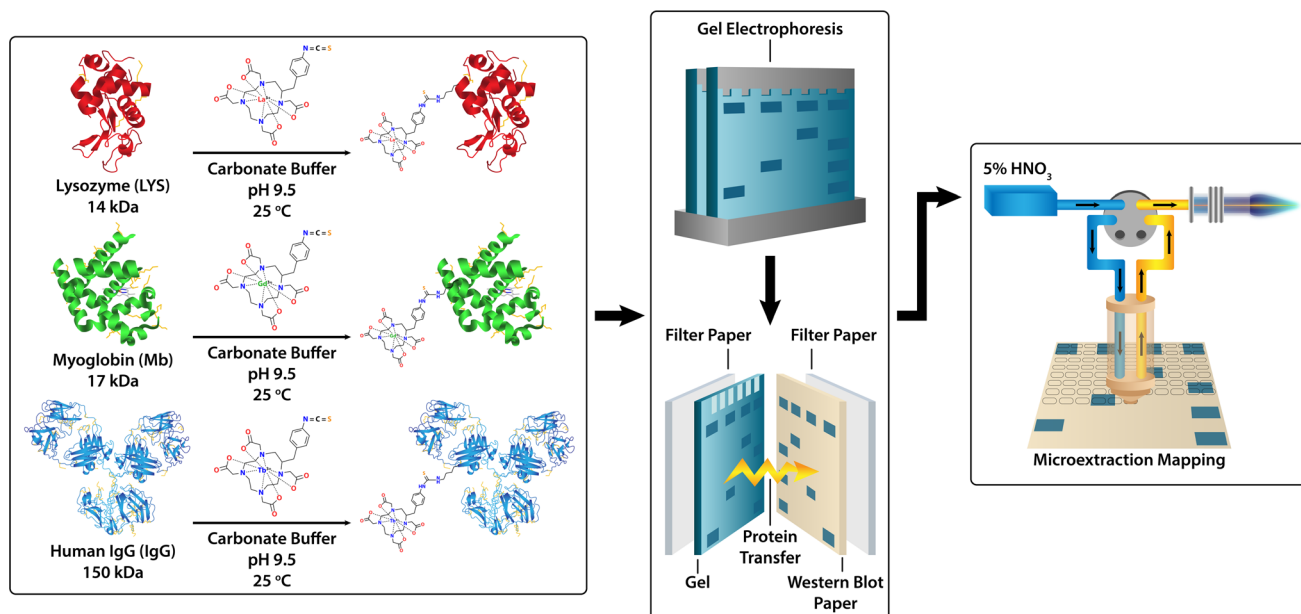 N=C=S
La³⁺
Lysozyme (LYS)
14 kDa
Carbonate Buffer
pH 9.5
25 °C
N=C=S
Gd³⁺
Myoglobin (Mb)
17 kDa
Carbonate Buffer
pH 9.5
25 °C
N=C=S
Human IgG (IgG)
150 kDa
Carbonate Buffer
pH 9.5
25 °C
Gel Electrophoresis
Filter Paper
Filter Paper
Protein
Transfer
Gel
Western Blot
Paper
5% HNO₃
Microextraction Mapping